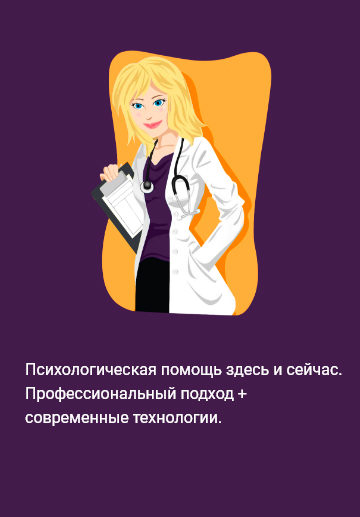 Психологическая помощь здесь и сейчас.
Профессиональный подход +
современные технологии.